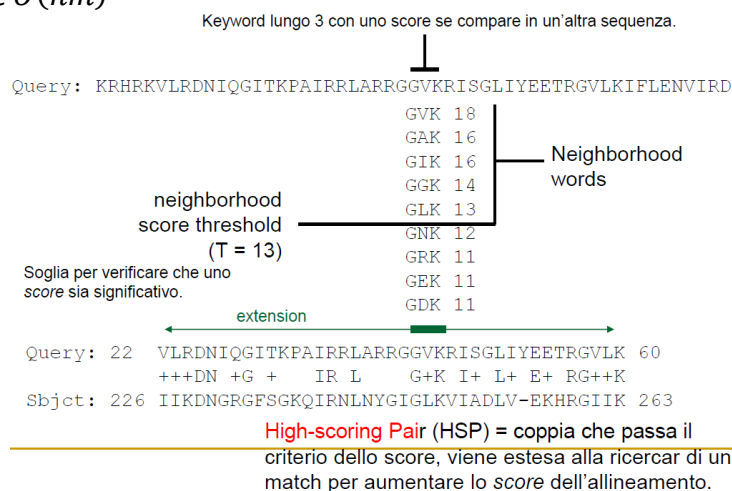 (nm)
Keyword lungo 3 con uno score se compare in un'altra sequenza.
Query: KRHRKVLRDNIQGITKPAIRRLARRGGVKRISGLIYEETRGVLKIFLENVIRD
GVK 18
GAK 16
GIK 16
GGK 14
GLK 13
GNK 12
GRK 11
GEK 11
GDK 11
Neighborhood
words
neighborhood
score threshold
(T = 13)
Soglia per verificare che uno
score sia significativo.
extension
Query: 22 VLRDNIQGITKPAIRRLARRGGVKRISGLIYEETRGVLK 60
+++DN +G + IR L G+K I+ L+ E+ RG++K
Sbjct: 226 IIKDNGRGFSGKQIRNLNYGIGLKVIADLV-EKHRGIIK 263
High-scoring Pair (HSP) = coppia che passa il
criterio dello score, viene estesa alla ricercar di un
match per aumentare lo score dell'allineamento.